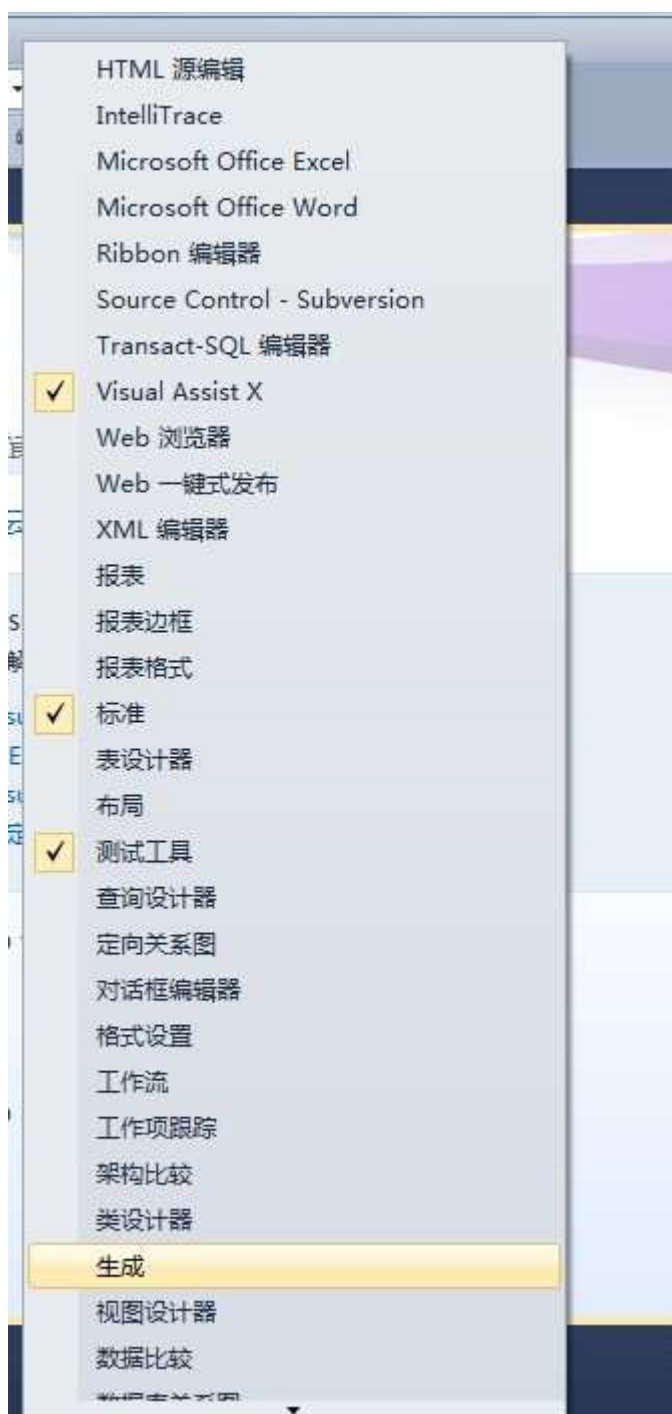 HTML 源编辑
IntelliTrace
Microsoft Office Excel
Microsoft Office Word
Ribbon 编辑器
Source Control - Subversion
Transact-SQL 编辑器
Visual Assist X
Web 浏览器
Web 一键式发布
XML 编辑器
报表
报表边框
报表格式
标准
表设计器
布局
测试工具
查询设计器
定向关系图
对话框编辑器
格式设置
工作流
工作项跟踪
架构比较
类设计器
生成
视图设计器
数据比较